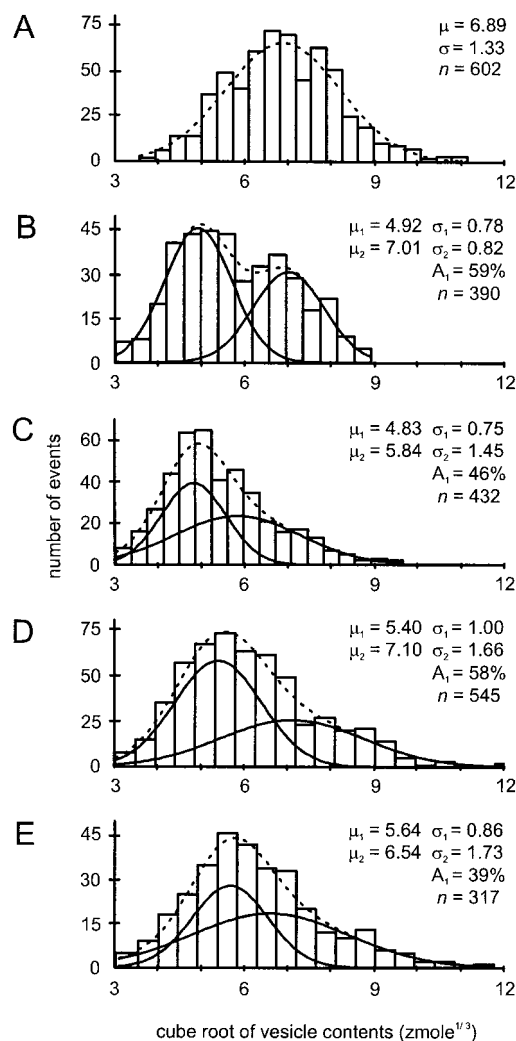 A
75
50
25
0
3
6
9
12
μ = 6.89
σ = 1.33
n = 602
B
45
30
15
0
3
6
9
12
μ₁ = 4.92 σ₁ = 0.78
μ₂ = 7.01 σ₂ = 0.82
A₁ = 59%
n = 390
C
number of events
60
40
20
0
3
6
9
12
μ₁ = 4.83 σ₁ = 0.75
μ₂ = 5.84 σ₂ = 1.45
A₁ = 46%
n = 432
D
75
50
25
0
3
6
9
12
μ₁ = 5.40 σ₁ = 1.00
μ₂ = 7.10 σ₂ = 1.66
A₁ = 58%
n = 545
E
45
30
15
0
3
6
9
12
μ₁ = 5.64 σ₁ = 0.86
μ₂ = 6.54 σ₂ = 1.73
A₁ = 39%
n = 317
cube root of vesicle contents (zmole¹ᐟ³)